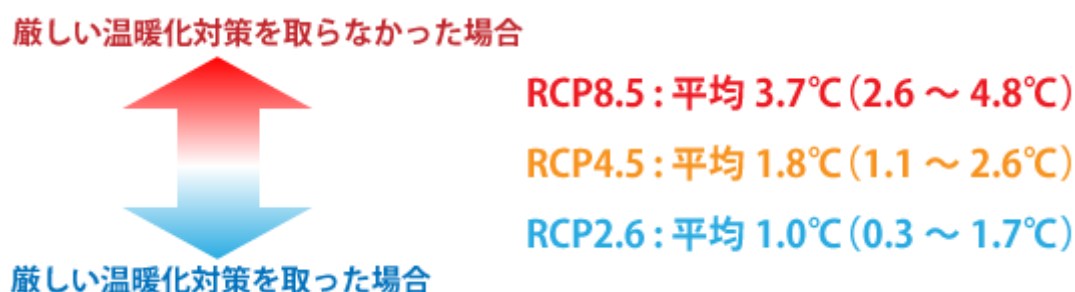 厳しい温暖化対策を取らなかった場合
RCP8.5 : 平均 3.7℃(2.6 ～ 4.8℃)
RCP4.5 : 平均 1.8℃(1.1 ～ 2.6℃)
RCP2.6 : 平均 1.0℃(0.3 ～ 1.7℃)
厳しい温暖化対策を取った場合